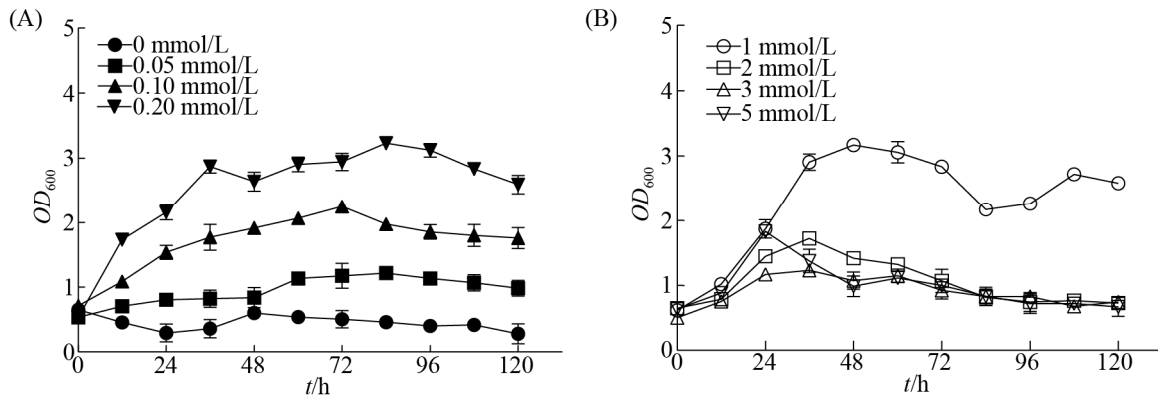 (A)
5
4
3
2
1
0
OD600
0 mmol/L
0.05 mmol/L
0.10 mmol/L
0.20 mmol/L
0 24 48 72 96 120
t/h
(B)
5
4
3
2
1
0
OD600
1 mmol/L
2 mmol/L
3 mmol/L
5 mmol/L
0 24 48 72 96 120
t/h